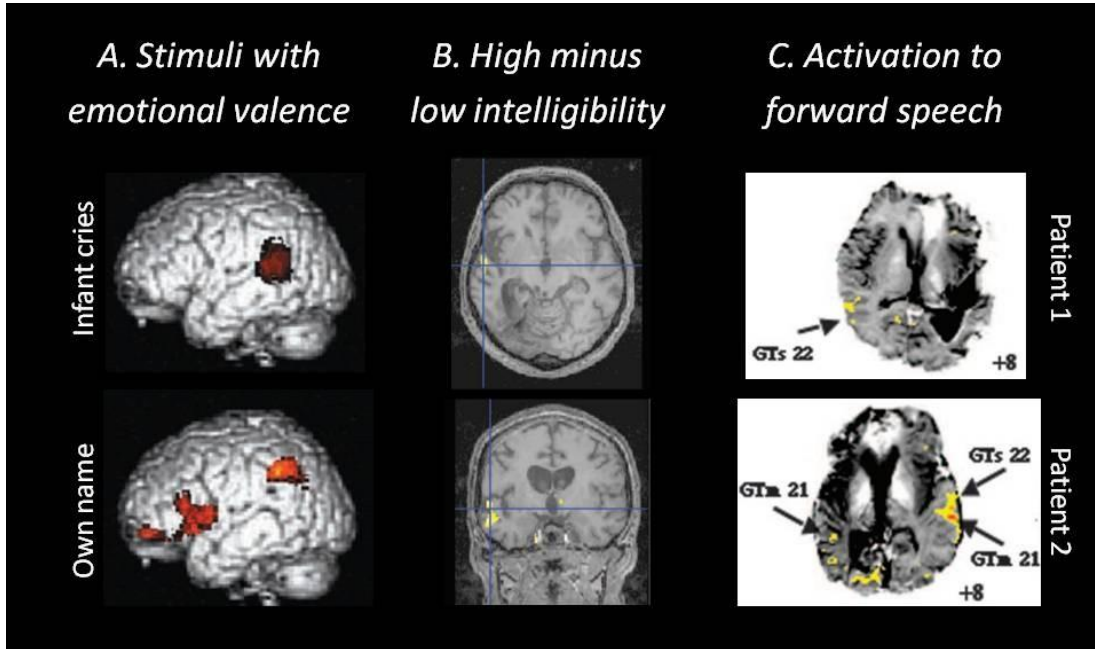 A. Stimuli with
emotional valence
B. High minus
low intelligibility
C. Activation to
forward speech
Infant cries
Own name
Patient 1
GTs 22
+8
Patient 2
GTm 21
GTs 22
GTm 21
+8